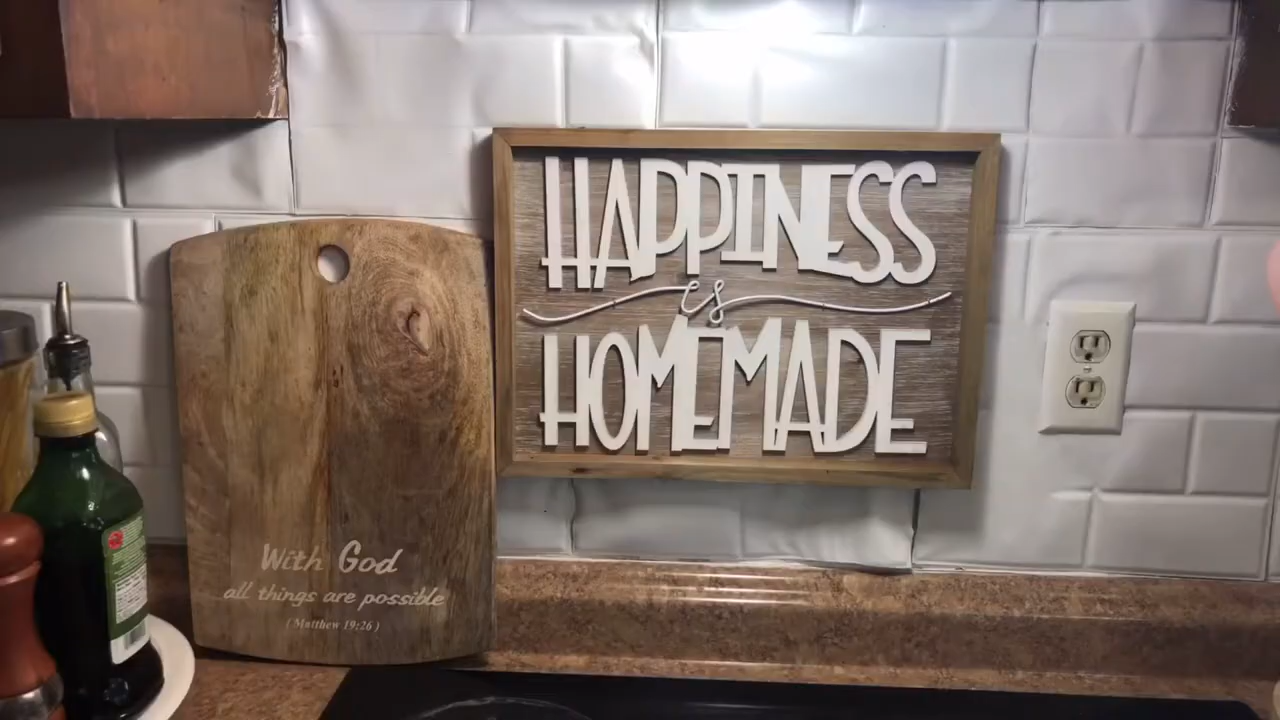 HAPPINESS
is
HOMEMADE
With God
all things are possible
(Matthew 19:26)